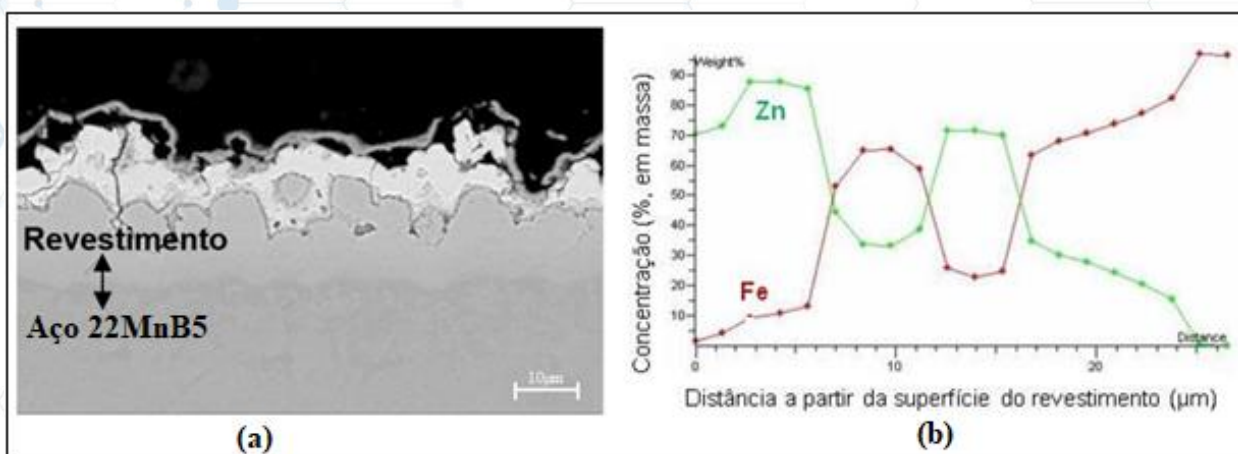 Revestimento
Aço 22MnB5
10µm
(a)
Weight%
90
80
70
60
50
40
30
20
10
Zn
Fe
Distance
0
10
20
Concentração (%, em massa)
Distância a partir da superfície do revestimento (µm)
(b)